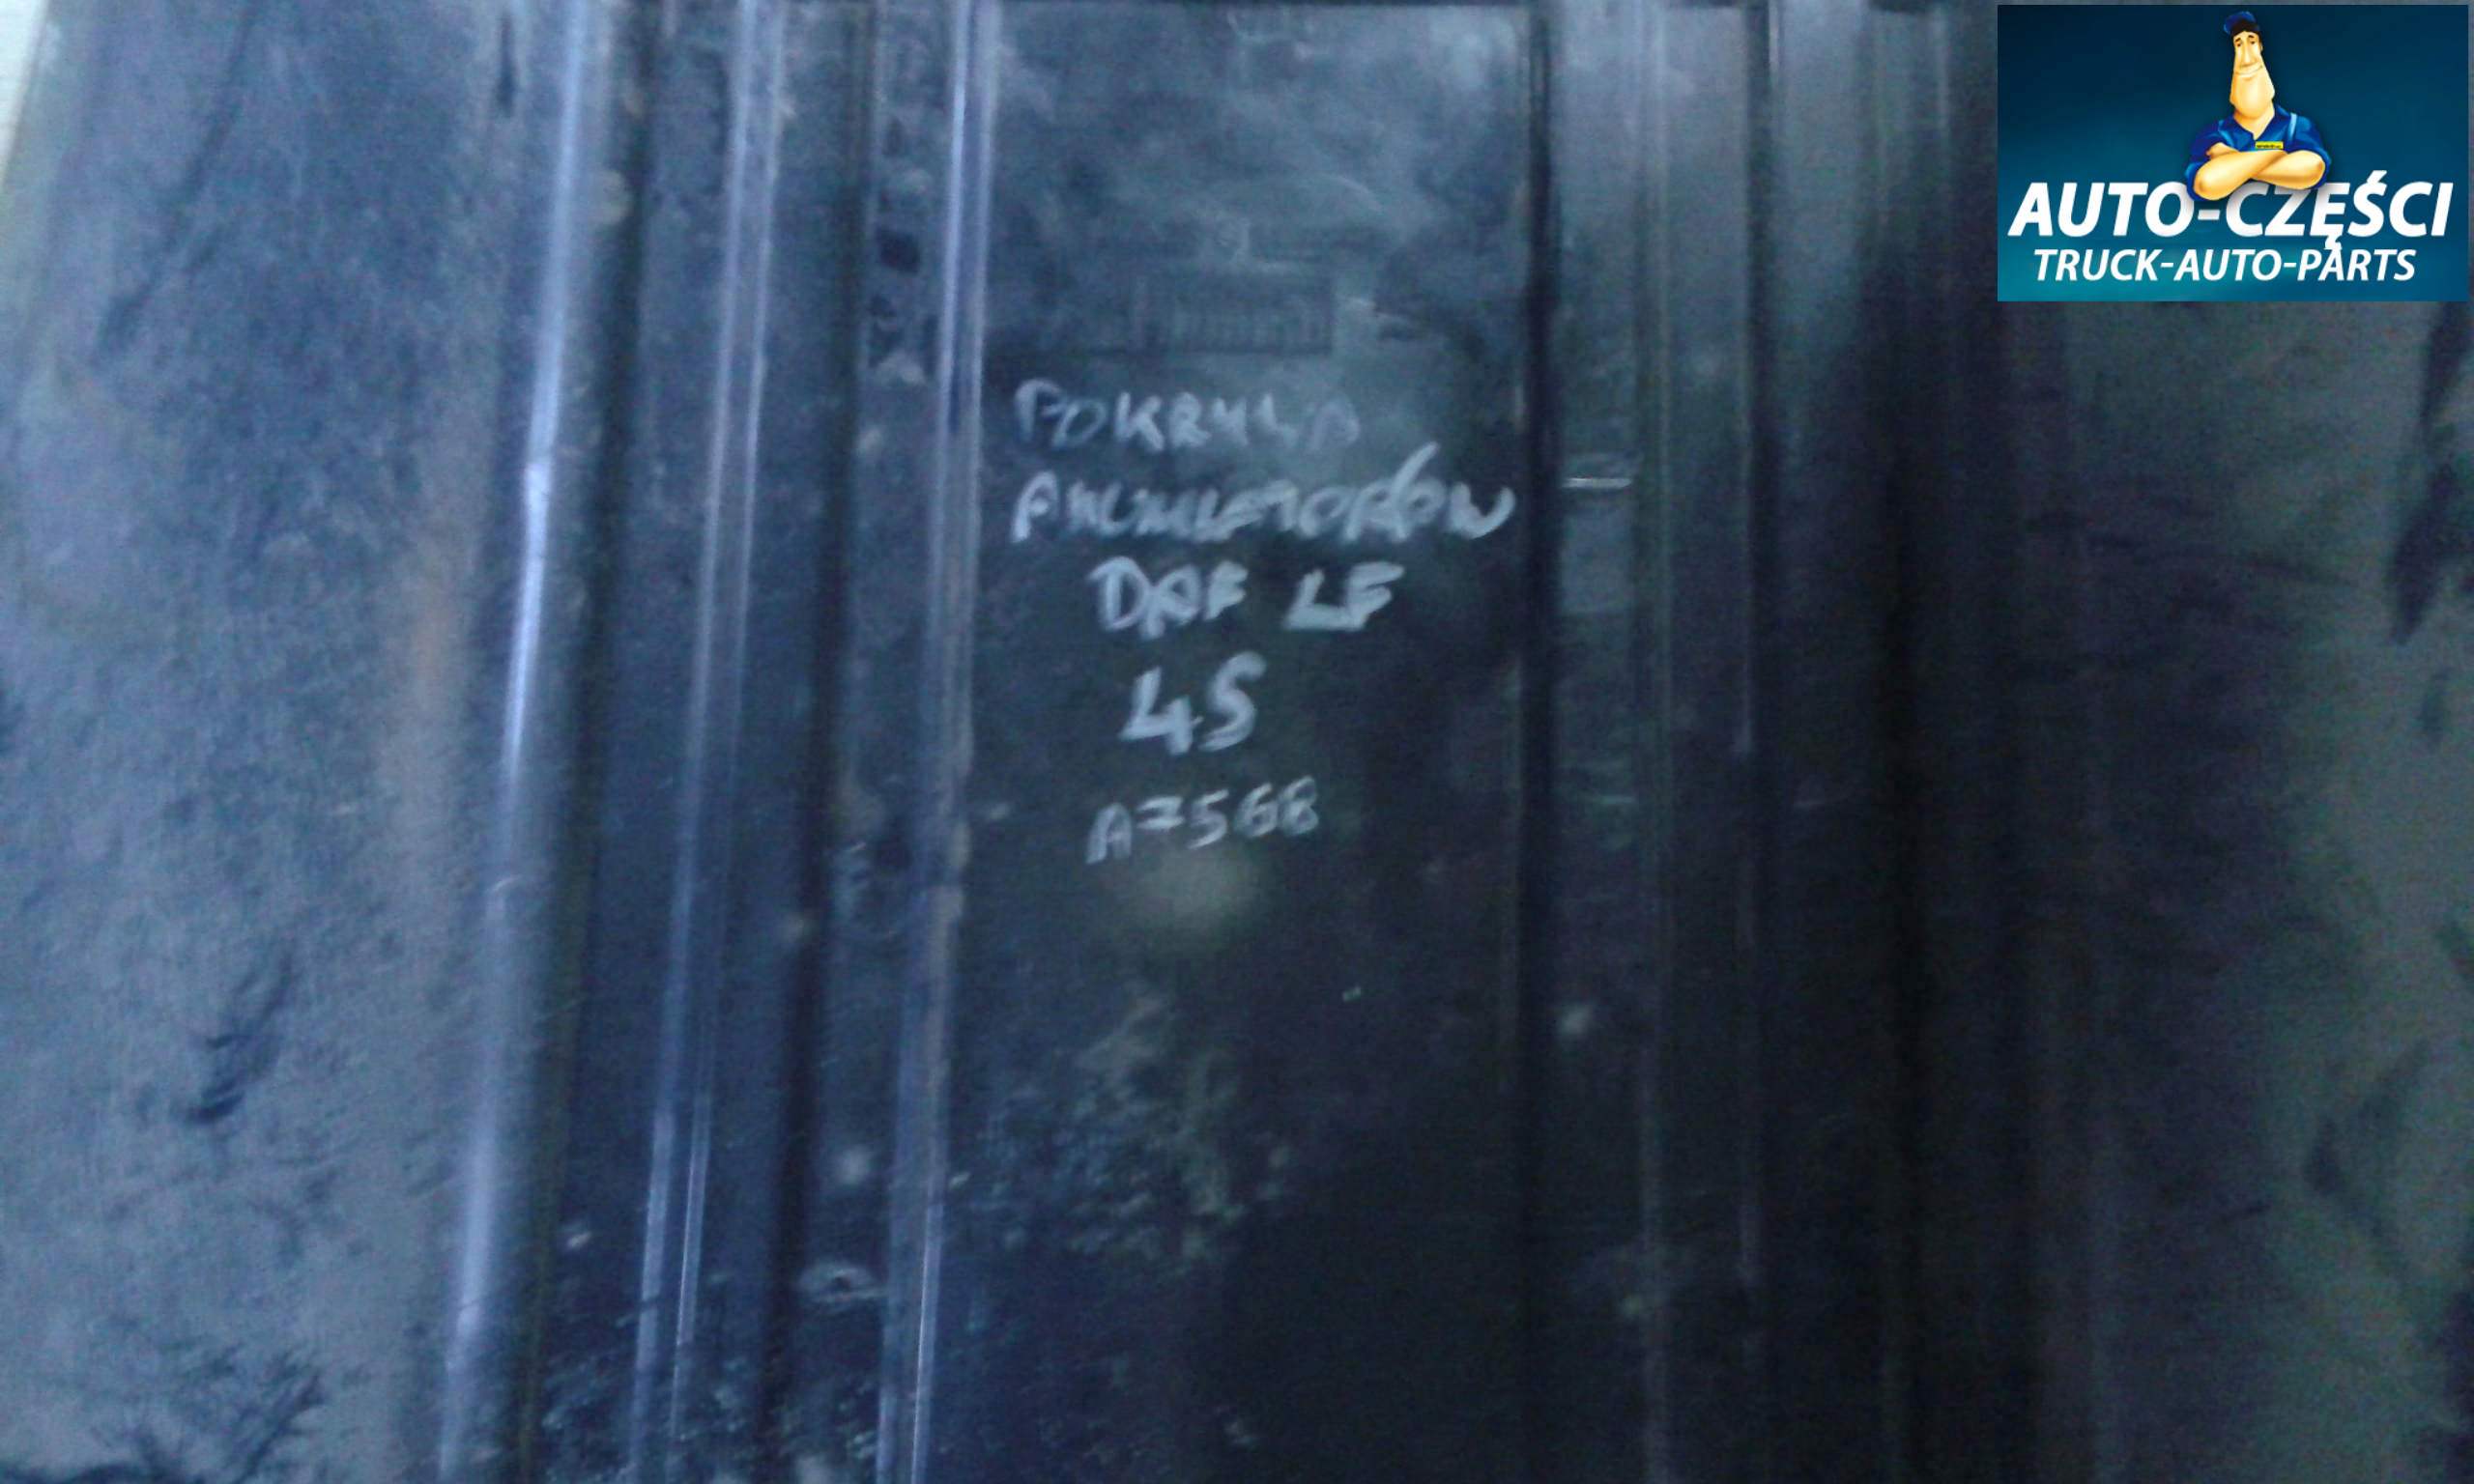 AUTO-CZĘŚCI
TRUCK-AUTO-PARTS
POKRYWA
AKUMULATORÓW
DAF LF
45
A7568